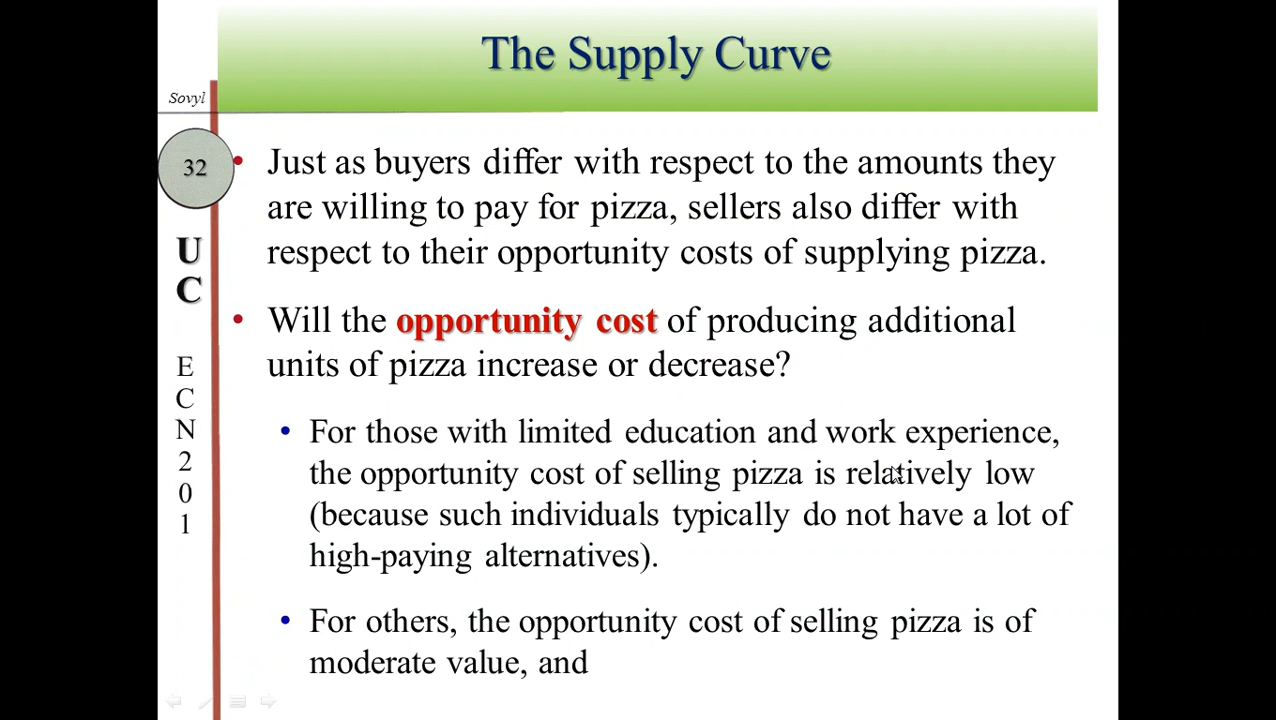 The Supply Curve
Sovyl
32
U
C
E
C
N
2
0
1
• Just as buyers differ with respect to the amounts they
are willing to pay for pizza, sellers also differ with
respect to their opportunity costs of supplying pizza.
• Will the opportunity cost of producing additional
units of pizza increase or decrease?
• For those with limited education and work experience,
the opportunity cost of selling pizza is relatively low
(because such individuals typically do not have a lot of
high-paying alternatives).
• For others, the opportunity cost of selling pizza is of
moderate value, and